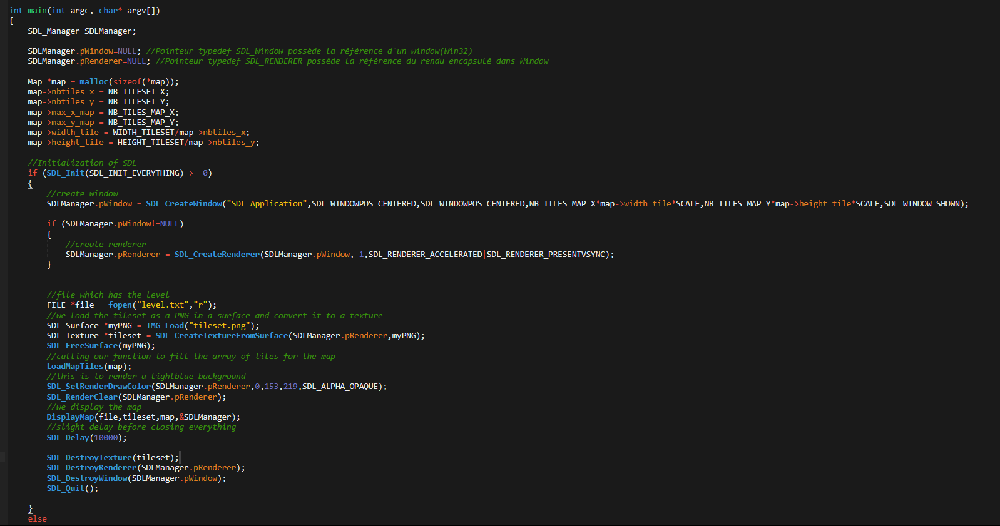 int main(int argc, char* argv[])
{
SDL_Manager SDLManager;
SDLManager.pWindow=NULL; //Pointeur typedef SDL_Window possède la référence d'un window(Win32)
SDLManager.pRenderer=NULL; //Pointeur typedef SDL_RENDERER possède la référence du rendu encapsulé dans Window
Map *map = malloc(sizeof(*map));
map->nbtiles_x = NB_TILESET_X;
map->nbtiles_y = NB_TILESET_Y;
map->max_x_map = NB_TILES_MAP_X;
map->max_y_map = NB_TILES_MAP_Y;
map->width_tile = WIDTH_TILESET/map->nbtiles_x;
map->height_tile = HEIGHT_TILESET/map->nbtiles_y;
//Initialization of SDL
if (SDL_Init(SDL_INIT_EVERYTHING) >= 0)
{
//create window
SDLManager.pWindow = SDL_CreateWindow("SDL_Application",SDL_WINDOWPOS_CENTERED,SDL_WINDOWPOS_CENTERED,NB_TILES_MAP_X*map->width_tile*SCALE,NB_TILES_MAP_Y*map->height_tile*SCALE,SDL_WINDOW_SHOWN);
if (SDLManager.pWindow!=NULL)
{
//create renderer
SDLManager.pRenderer = SDL_CreateRenderer(SDLManager.pWindow,-1,SDL_RENDERER_ACCELERATED|SDL_RENDERER_PRESENTVSYNC);
}
//file which has the level
FILE *file = fopen("level.txt","r");
//we load the tileset as a PNG in a surface and convert it to a texture
SDL_Surface *myPNG = IMG_Load("tileset.png");
SDL_Texture *tileset = SDL_CreateTextureFromSurface(SDLManager.pRenderer,myPNG);
SDL_FreeSurface(myPNG);
//calling our function to fill the array of tiles for the map
LoadMapTiles(map);
//this is to render a lightblue background
SDL_SetRenderDrawColor(SDLManager.pRenderer,0,153,219,SDL_ALPHA_OPAQUE);
SDL_RenderClear(SDLManager.pRenderer);
//we display the map
DisplayMap(file,tileset,map,&SDLManager);
//slight delay before closing everything
SDL_Delay(10000);
SDL_DestroyTexture(tileset);
SDL_DestroyRenderer(SDLManager.pRenderer);
SDL_DestroyWindow(SDLManager.pWindow);
SDL_Quit();
}
else